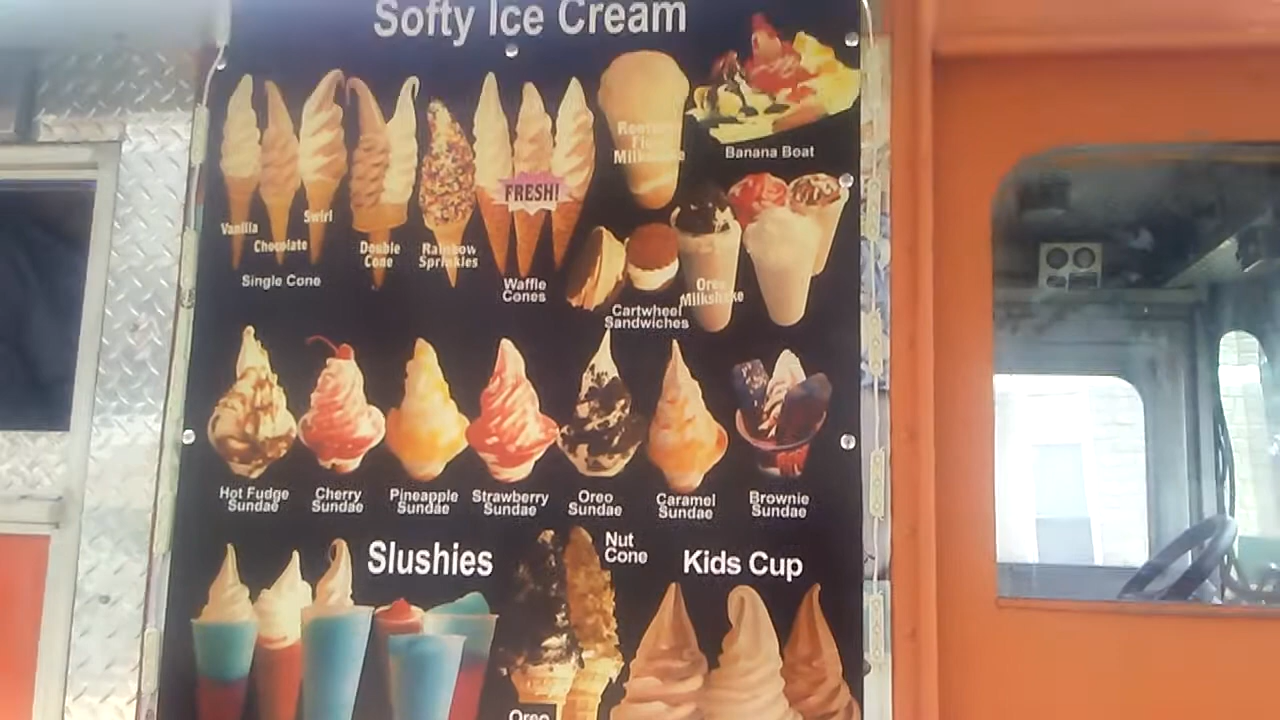 Softy Ice Cream
Banana Boat
Milkshake
FRESH!
Vanilla
Chocolate
Swirl
Single Cone
Double
Cone
Rainbow
Sprinkles
Waffle
Cones
Oreo
Milkshake
Cartwheel
Sandwiches
Hot Fudge
Sundae
Cherry
Sundae
Pineapple
Sundae
Strawberry
Sundae
Oreo
Sundae
Caramel
Sundae
Brownie
Sundae
Slushies
Nut
Cone
Kids Cup
Oreo